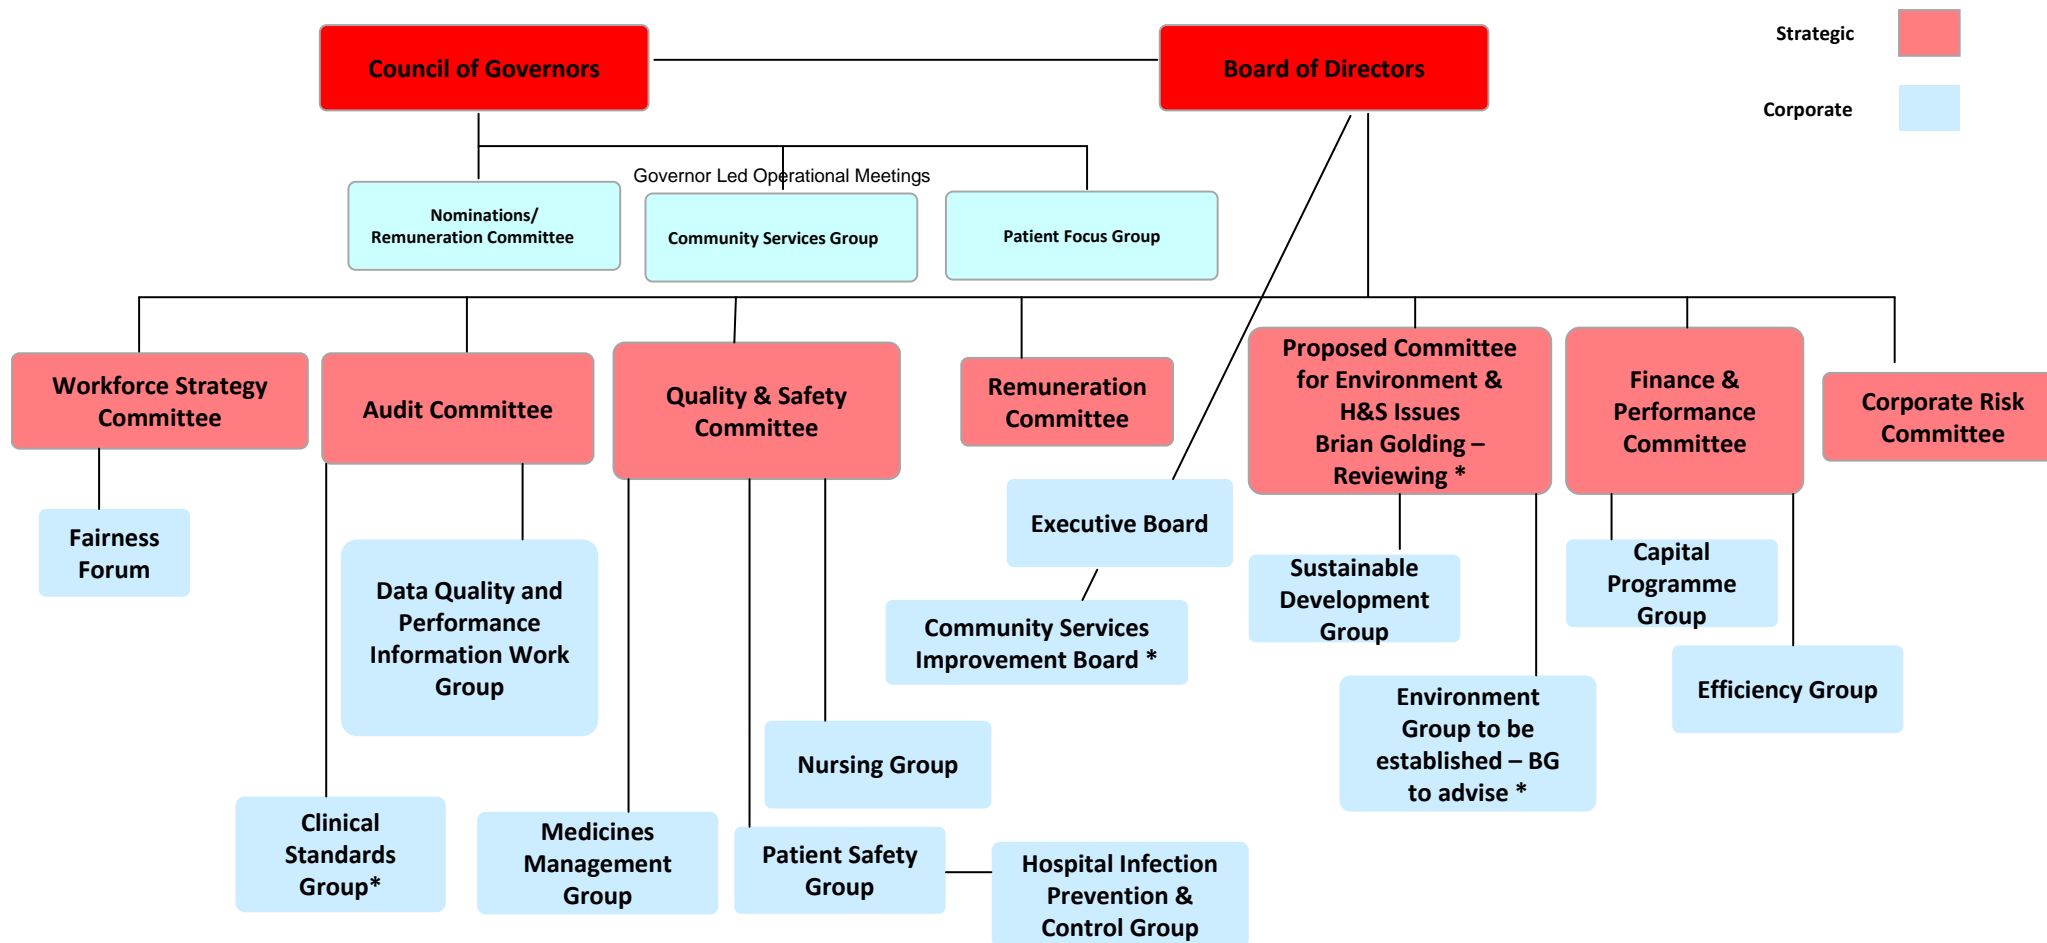 Strategic
Council of Governors
Board of Directors
Corporate
Governor Led Operational Meetings
Nominations/
Remuneration Committee
Community Services Group
Patient Focus Group
Workforce Strategy
Committee
Audit Committee
Quality & Safety
Committee
Remuneration
Committee
Proposed Committee
for Environment &
H&S Issues
Brian Golding –
Reviewing *
Finance &
Performance
Committee
Corporate Risk
Committee
Fairness
Forum
Data Quality and
Performance
Information Work
Group
Executive Board
Community Services
Improvement Board *
Sustainable
Development
Group
Capital
Programme
Group
Environment
Group to be
established – BG
to advise *
Efficiency Group
Nursing Group
Clinical
Standards
Group*
Medicines
Management
Group
Patient Safety
Group
Hospital Infection
Prevention &
Control Group